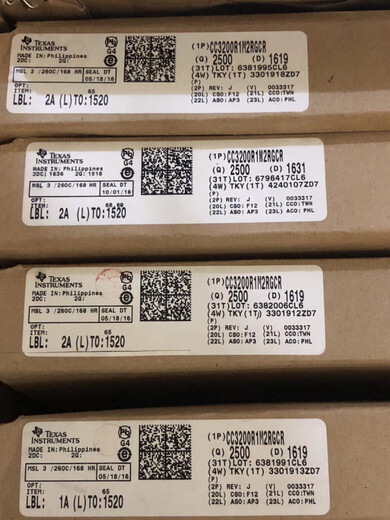 TEXAS
INSTRUMENTS
MADE IN: Philippines
2DC: 2Q:
G4
MSL 3 /260C/168 HR SEAL DT
05/18/16
OPT:
ITEM: 65
LBL: 2A (L)TO:1520
(1P) CC3200R1M2RGCR
(Q) 2500 (D) 1619
(31T)LOT: 6381995CL6
(4W) TKY(1T) 3301918ZD7
(P)
(2P) REV: J (V) 0033317
(20L) CSO:F12 (21L) CCO:TWN
(22L) ASO:AP3 (23L) ACO:PHL
TEXAS
INSTRUMENTS
MADE IN: Philippines
2DC: 1636 2Q: 1518
G4
MSL 3 /260C/168 HR SEAL DT
10/01/16
OPT:
ITEM: 68.69
LBL: 2A (L)TO:1520
(1P) CC3200R1M2RGCR
(Q) 2500 (D) 1631
(31T)LOT: 6796417CL6
(4W) TKY(1T) 4240107ZD7
(P)
(2P) REV: J (V) 0033317
(20L) CSO:F12 (21L) CCO:TWN
(22L) ASO:AP3 (23L) ACO:PHL
TEXAS
INSTRUMENTS
MADE IN: Philippines
2DC: 2Q:
G4
MSL 3 /260C/168 HR SEAL DT
05/18/16
OPT:
ITEM: 65
LBL: 2A (L)TO:1520
(1P) CC3200R1M2RGCR
(Q) 2500 (D) 1619
(31T)LOT: 6382006CL6
(4W) TKY(1T) 3301912ZD7
(P)
(2P) REV: J (V) 0033317
(20L) CSO:F12 (21L) CCO:TWN
(22L) ASO:AP3 (23L) ACO:PHL
TEXAS
INSTRUMENTS
MADE IN: Philippines
2DC: 2Q:
G4
MSL 3 /260C/168 HR SEAL DT
05/18/16
OPT:
ITEM: 65
LBL: 1A (L)TO:1520
(1P) CC3200R1M2RGCR
(Q) 2500 (D) 1619
(31T)LOT: 6381991CL6
(4W) TKY(1T) 3301913ZD7
(P)
(2P) REV: J (V) 0033317
(20L) CSO:F12 (21L) CCO:TWN
(22L) ASO:AP3 (23L) ACO:PHL